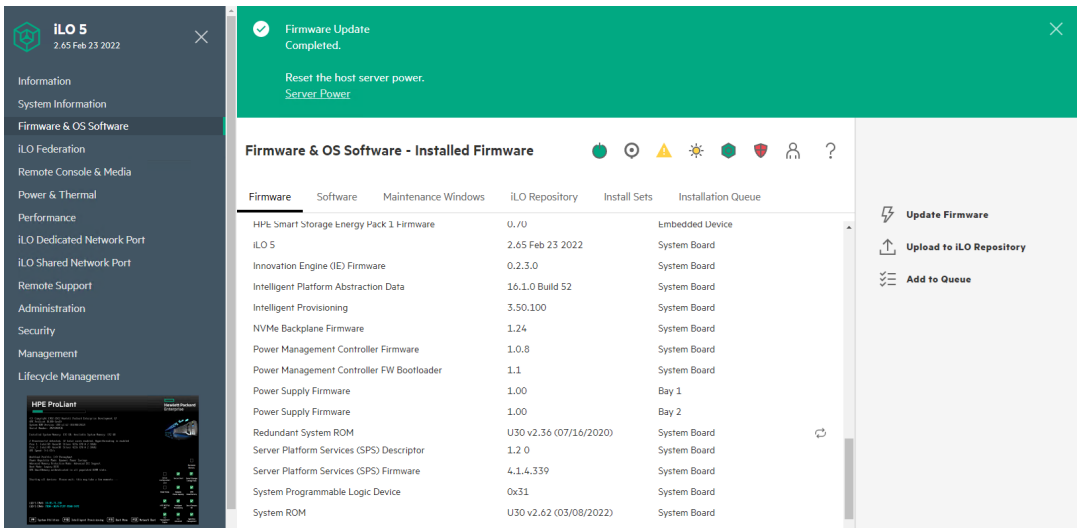 iLO 5
2.65 Feb 23 2022
Information
System Information
Firmware & OS Software
iLO Federation
Remote Console & Media
Power & Thermal
Performance
iLO Dedicated Network Port
iLO Shared Network Port
Remote Support
Administration
Security
Management
Lifecycle Management
HPE ProLiant
Hewlett Packard
Enterprise
Firmware Update
Completed.
Reset the host server power.
Server Power
Firmware & OS Software - Installed Firmware
Firmware Software Maintenance Windows iLO Repository Install Sets Installation Queue
HPE Smart Storage Energy Pack 1 Firmware 0.70 Embedded Device
iLO 5 2.65 Feb 23 2022 System Board
Innovation Engine (IE) Firmware 0.2.3.0 System Board
Intelligent Platform Abstraction Data 16.1.0 Build 52 System Board
Intelligent Provisioning 3.50.100 System Board
NVMe Backplane Firmware 1.24 System Board
Power Management Controller Firmware 1.0.8 System Board
Power Management Controller FW Bootloader 1.1 System Board
Power Supply Firmware 1.00 Bay 1
Power Supply Firmware 1.00 Bay 2
Redundant System ROM U30 v2.36 (07/16/2020) System Board
Server Platform Services (SPS) Descriptor 1.2 0 System Board
Server Platform Services (SPS) Firmware 4.1.4.339 System Board
System Programmable Logic Device 0x31 System Board
System ROM U30 v2.62 (03/08/2022) System Board
Update Firmware
Upload to iLO Repository
Add to Queue